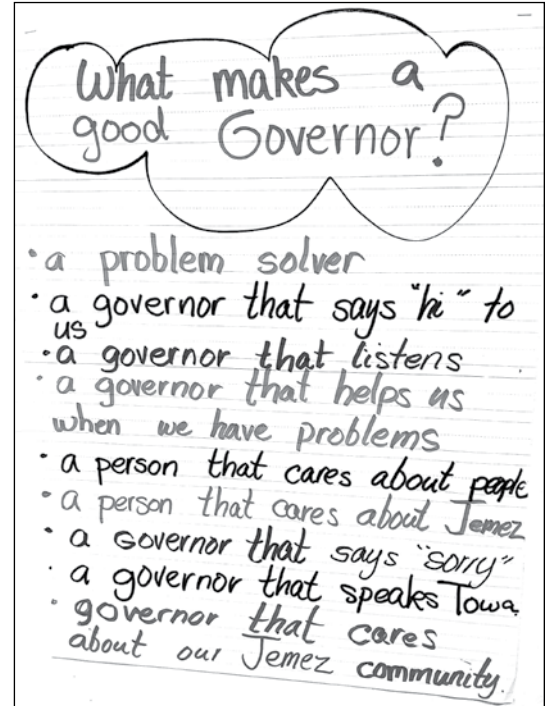 What makes a
good Governor?
• a problem solver
• a governor that says "hi" to
us
• a governor that listens
• a governor that helps us
when we have problems
• a person that cares about people
• a person that cares about Jemez
• a governor that says "sorry"
• a governor that speaks Towa.
• governor that cares
about our Jemez community.